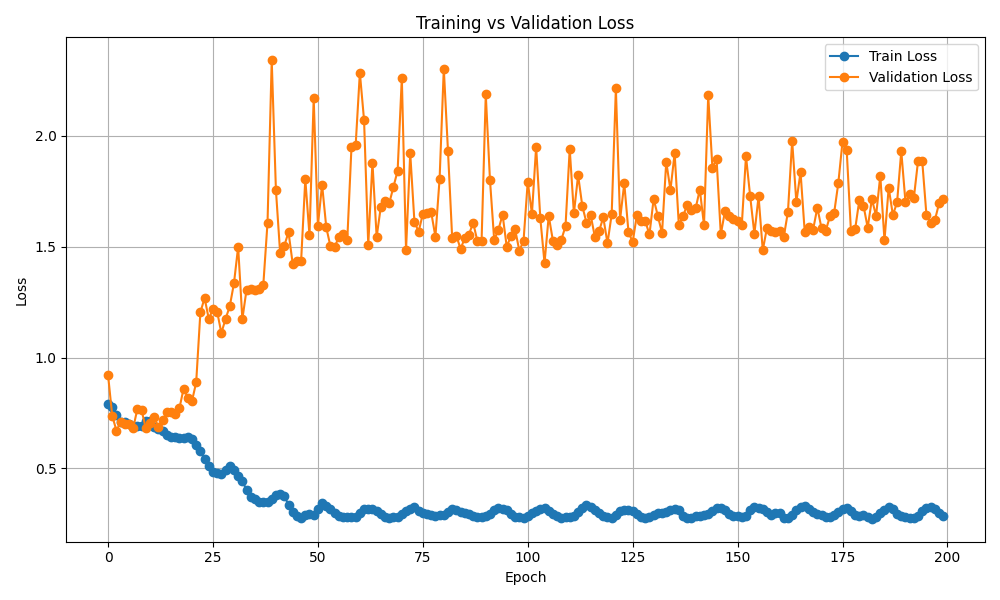 Training vs Validation Loss
Train Loss
Validation Loss
2.0
1.5
1.0
0.5
Loss
0 25 50 75 100 125 150 175 200
Epoch